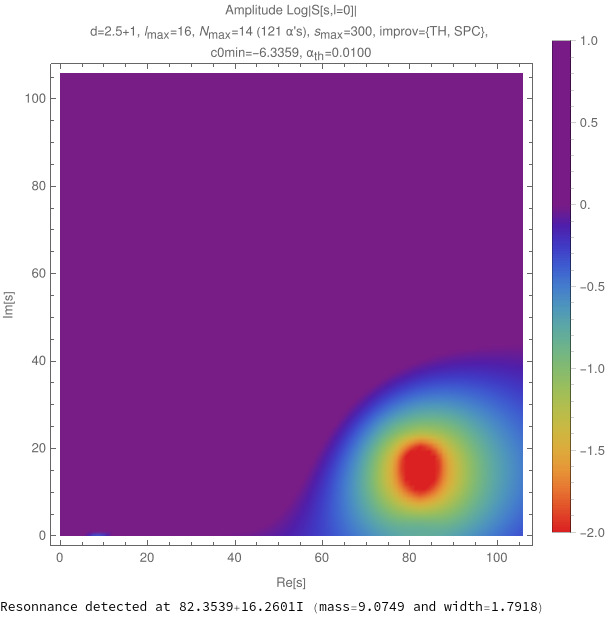 Amplitude Log|S[s,l=0]|
d=2.5+1, lmax=16, Nmax=14 (121 α's), smax=300, improv={TH, SPC},
c0min=−6.3359, αth=0.0100
1.0
0.5
0.
−0.5
−1.0
−1.5
−2.0
100
80
60
40
20
0
Im[s]
0 20 40 60 80 100
Re[s]
Resonnance detected at 82.3539+16.2601I (mass=9.0749 and width=1.7918)